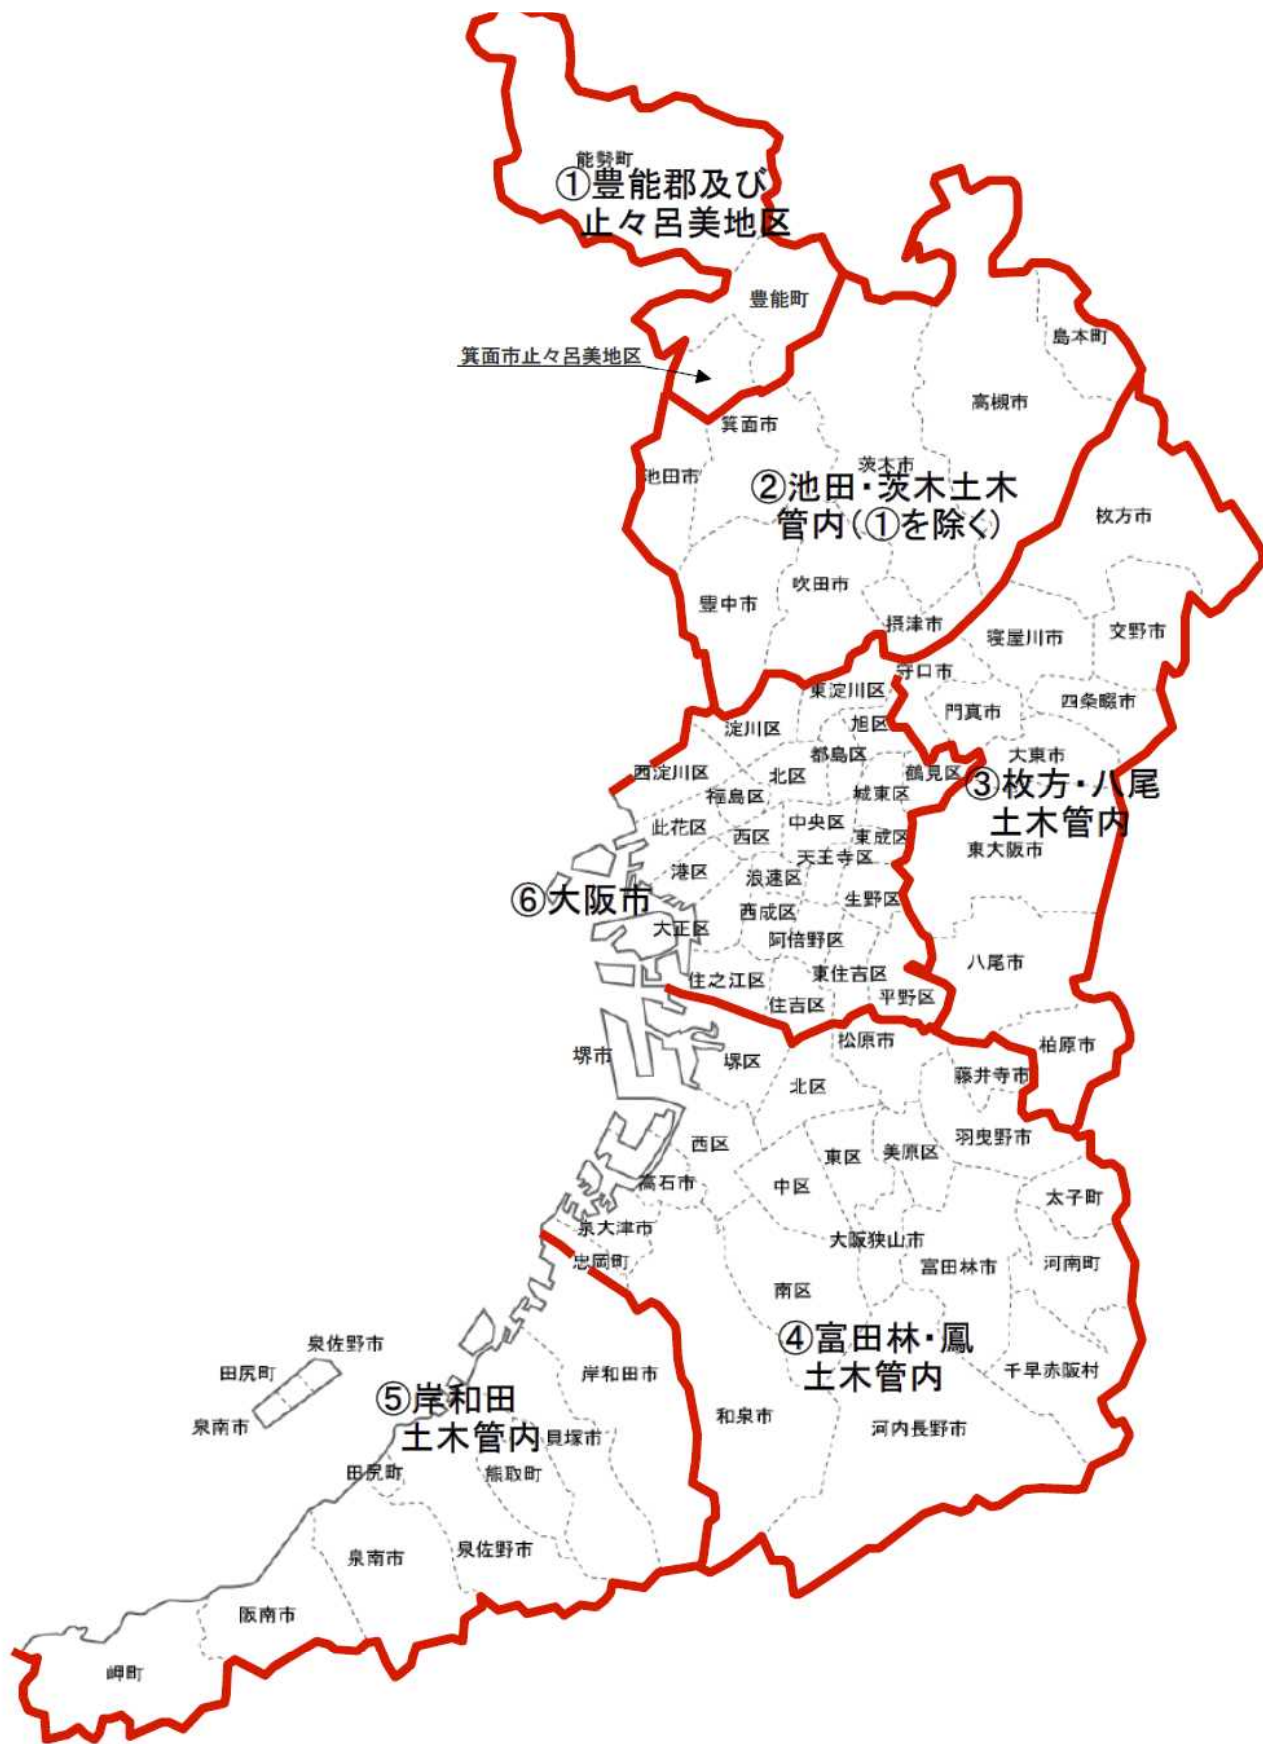 能勢町
①豊能郡及び
止々呂美地区
豊能町
箕面市止々呂美地区
島本町
高槻市
箕面市
茨木市
池田市
②池田・茨木土木
管内(①を除く)
枚方市
吹田市
豊中市
摂津市
寝屋川市
交野市
守口市
東淀川区
四条畷市
門真市
淀川区
旭区
都島区
大東市
西淀川区
北区
鶴見区
③枚方・八尾
土木管内
福島区
城東区
此花区
西区
中央区
東成区
東大阪市
天王寺区
港区
浪速区
⑥大阪市
生野区
西成区
大正区
阿倍野区
八尾市
住之江区
東住吉区
住吉区
平野区
松原市
柏原市
堺市
堺区
北区
藤井寺市
羽曳野市
西区
東区
美原区
高石市
中区
太子町
泉大津市
大阪狭山市
忠岡町
富田林市
河南町
南区
④富田林・鳳
土木管内
泉佐野市
田尻町
岸和田市
千早赤阪村
⑤岸和田
土木管内
泉南市
和泉市
河内長野市
貝塚市
田尻町
熊取町
泉佐野市
泉南市
阪南市
岬町